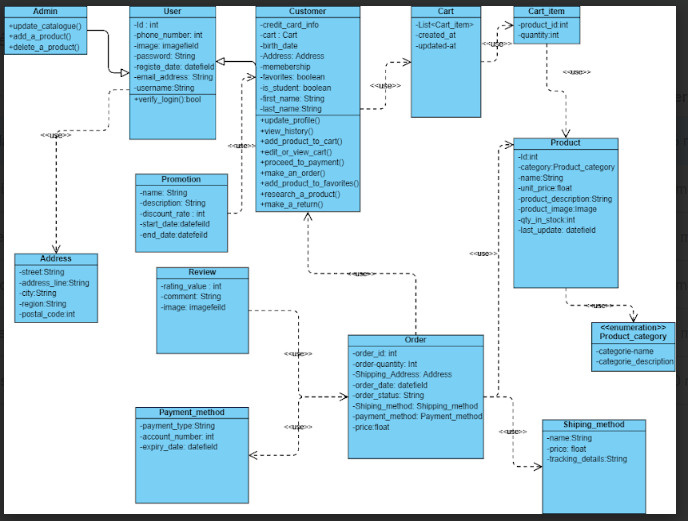 Admin
+update_catalogue()
+add_a_product()
+delete_a_product()
User
-Id : int
-phone_number: int
-image: imagefield
-password: String
-registe_date: datefield
-email_address: String
-username:String
+verify_login():bool
Customer
-credit_card_info
-cart : Cart
-birth_date
-Address: Address
-memebership
-favorites: boolean
-is_student: boolean
-first_name: String
-last_name:String
+update_profile()
+view_history()
+add_product_to_cart()
+edit_or_view_cart()
+proceed_to_payment()
+make_an_order()
+add_product_to_favorites()
+research_a_product()
+make_a_return()
Cart
-List<Cart_item>
-created_at
-updated-at
Cart_item
-product_id:int
-quantity:int
<<use>>
<<use>>
<<use>>
<<use>>
Product
-Id:int
-category:Product_category
-name:String
-unit_price:float
-product_description:String
-product_image:Image
-qty_in_stock:int
-last_update: datefield
Promotion
-name: String
-description: String
-discount_rate : int
-start_date:datefeild
-end_date:datefeild
Address
-street:String
-address_line:String
-city:String
-region:String
-postal_code:int
Review
-rating_value : int
-comment: String
-image: imagefeild
<<use>>
<<use>>
<<use>>
<<enumeration>>
Product_category
-categorie-name
-categorie_description
Order
-order_id: int
-order-quantity: Int
-Shipping_Address: Address
-order_date: datefield
-order_status: String
-Shiping_method: Shipping_method
-payment_method: Payment_method
-price:float
<<use>>
<<use>>
<<use>>
Payment_method
-payment_type:String
-account_number: int
-expiry_date: datefield
Shiping_method
-name:String
-price: float
-tracking_details:String